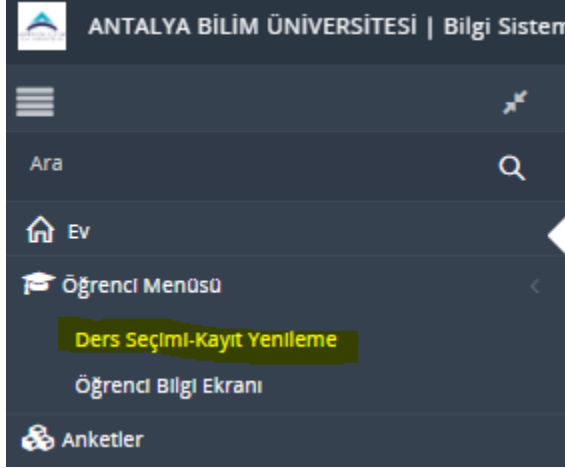 ANTALYA BİLİM ÜNİVERSİTESİ | Bilgi Sistem
Ara
Ev
Öğrenci Menüsü
Ders Seçimi-Kayıt Yenileme
Öğrenci Bilgi Ekranı
Anketler